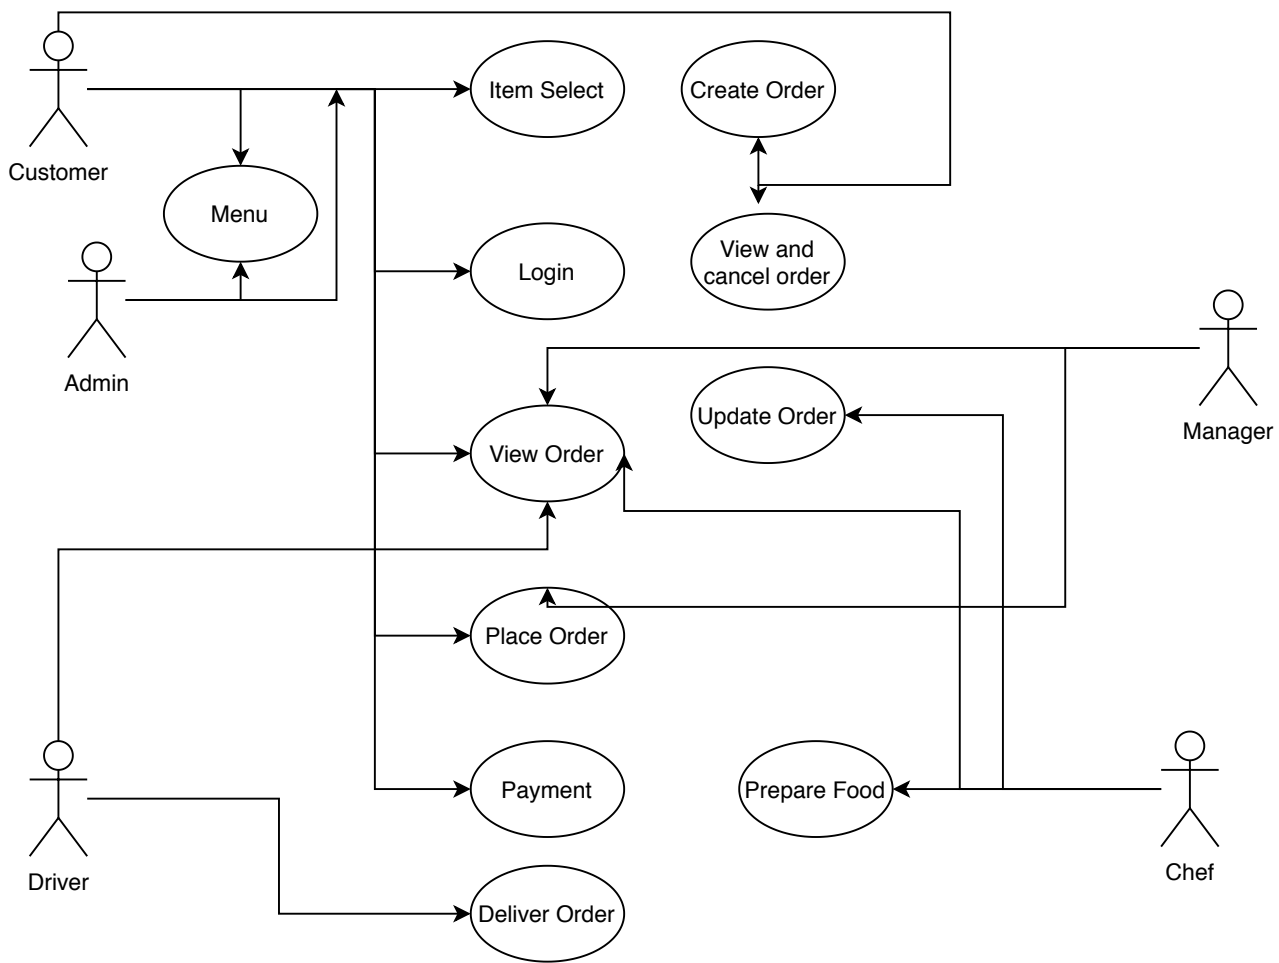 Item Select
Create Order
Customer
Menu
View and
cancel order
Login
Admin
Manager
Update Order
View Order
Place Order
Payment
Prepare Food
Driver
Chef
Deliver Order